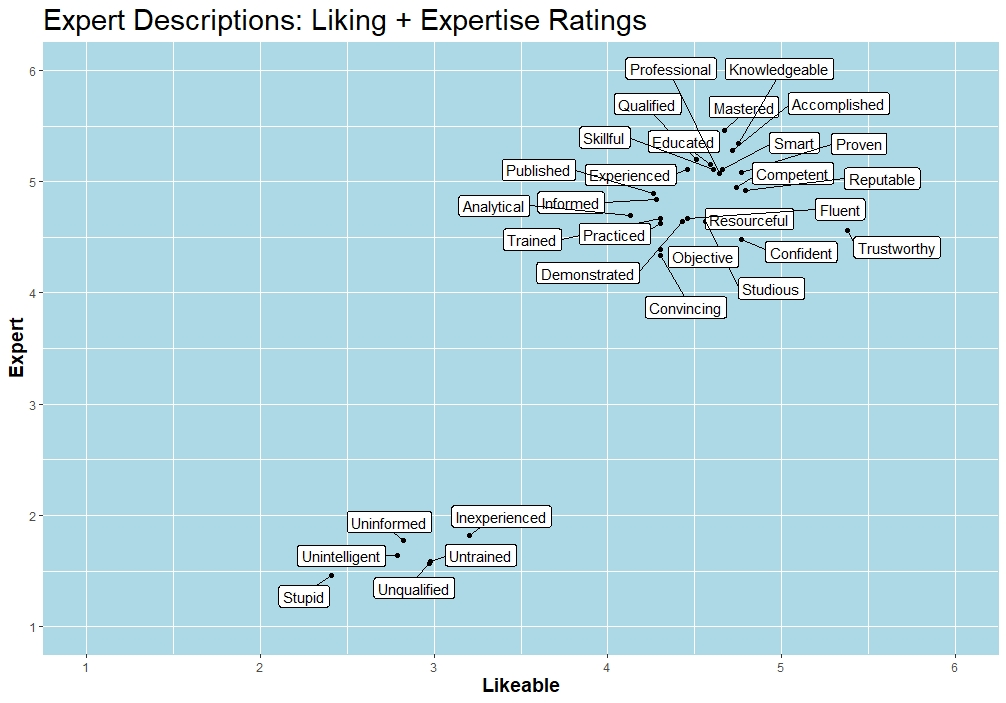 Expert Descriptions: Liking + Expertise Ratings
Professional
Knowledgeable
Qualified
Mastered
Accomplished
Skillful
Educated
Smart
Proven
Published
Experienced
Competent
Reputable
Analytical
Informed
Fluent
Resourceful
Trained
Practiced
Trustworthy
Confident
Objective
Demonstrated
Studious
Convincing
Uninformed
Inexperienced
Unintelligent
Untrained
Unqualified
Stupid
6
5
4
3
2
1
Expert
1
2
3
4
5
6
Likeable